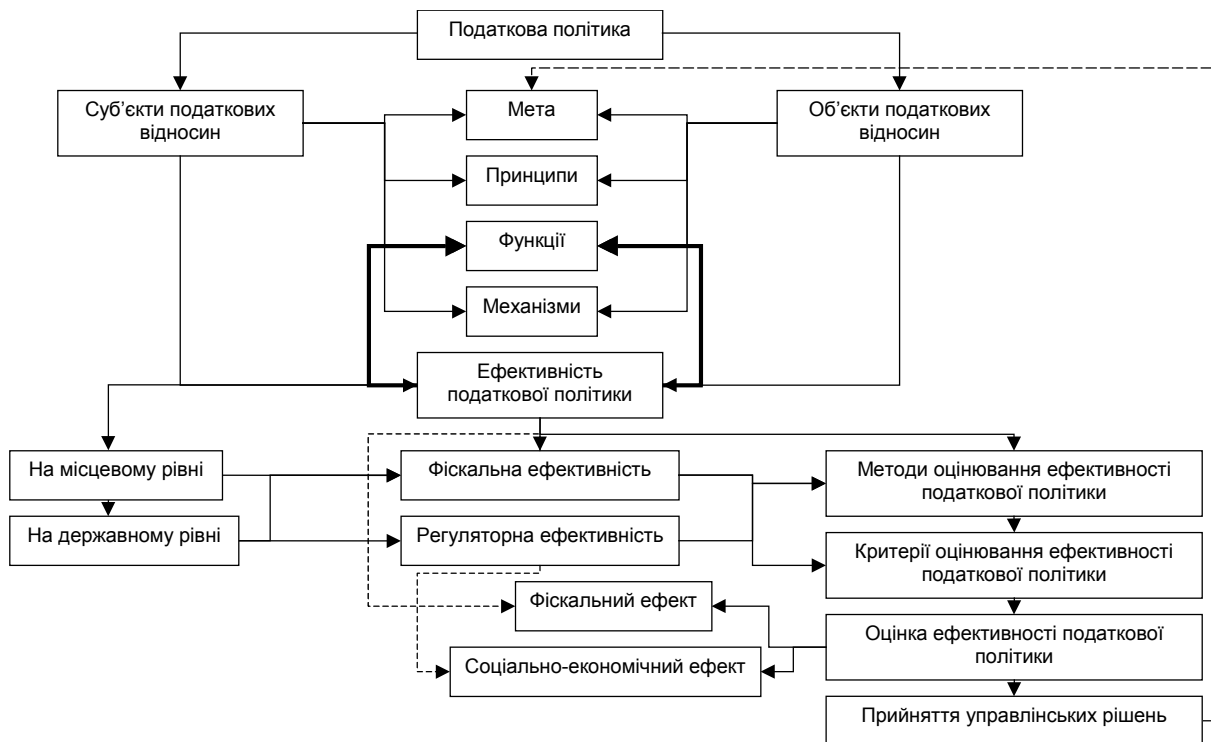 Податкова політика
Суб’єкти податкових
відносин
Мета
Об’єкти податкових
відносин
Принципи
Функції
Механізми
Ефективність
податкової політики
На місцевому рівні
Фіскальна ефективність
Методи оцінювання ефективності
податкової політики
На державному рівні
Регуляторна ефективність
Критерії оцінювання ефективності
податкової політики
Фіскальний ефект
Оцінка ефективності податкової
політики
Соціально-економічний ефект
Прийняття управлінських рішень